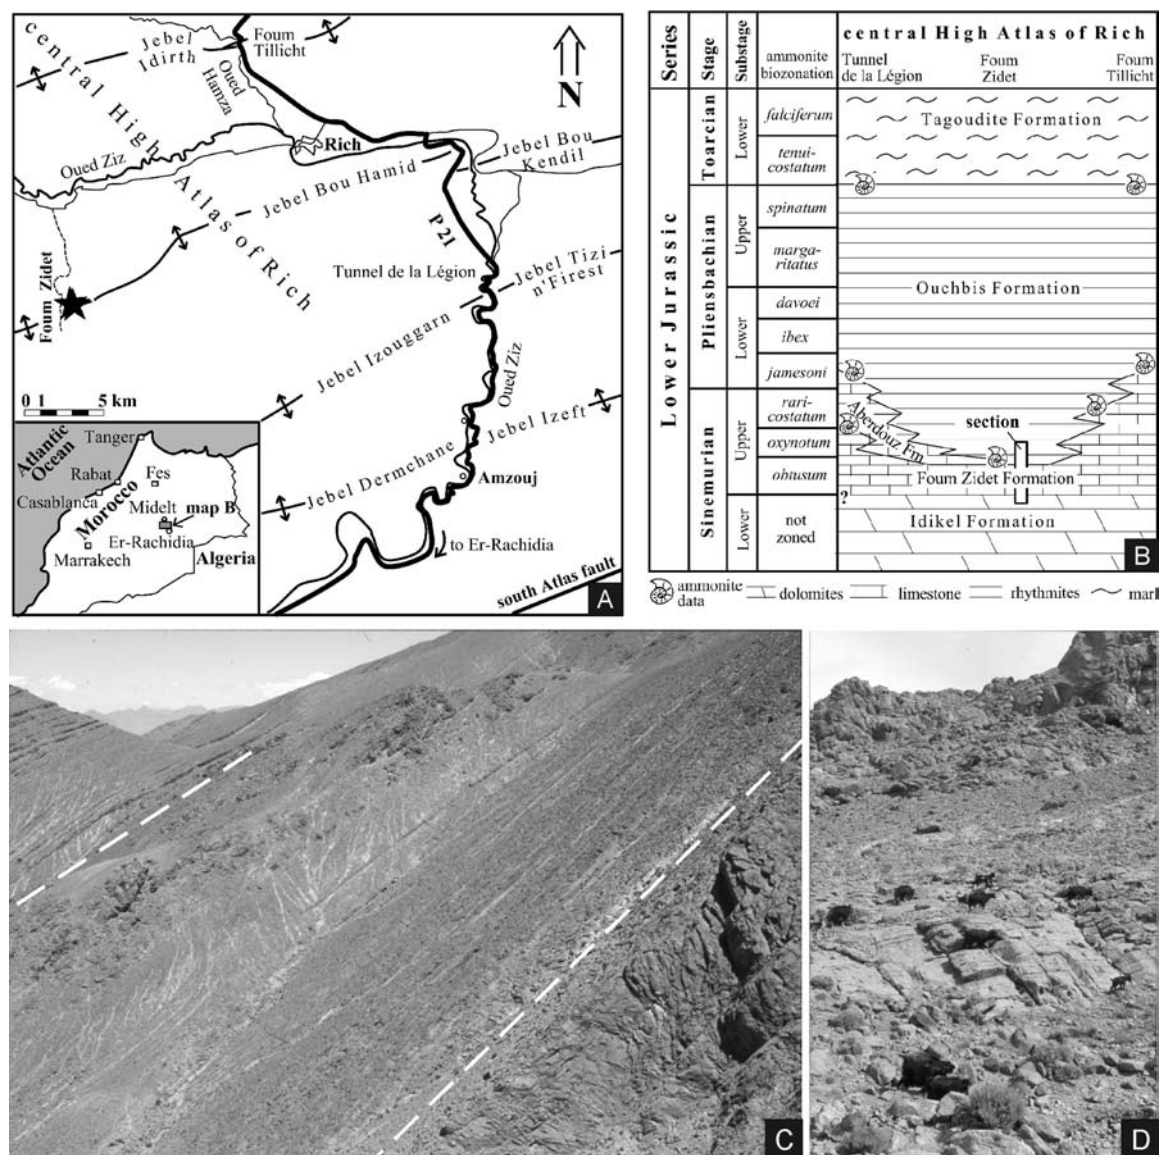 central High
Atlas of Rich
Jebel
Idirth
Foum
Tillicht
Oued
Hamza
N
Oued Ziz
Rich
Jebel Bou
Kendil
Jebel Bou Hamid
P 21
Foum Zidet
Tunnel de la Légion
Jebel Tizi
n'Firest
Jebel Izouggarn
Oued Ziz
0 1 5 km
Jebel Izeft
Jebel Dermchane
Amzouj
to Er-Rachidia
south Atlas fault
A
Atlantic
Ocean
Tanger
Rabat
Fes
Casablanca
Morocco
Midelt
map B
Er-Rachidia
Marrakech
Algeria
Series
Stage
Substage
ammonite
biozonation
central High Atlas of Rich
Tunnel
de la Légion
Foum
Zidet
Foum
Tillicht
Lower Jurassic
Toarcian
Lower
falciferum
Tagoudite Formation
tenui-
costatum
Pliensbachian
Upper
spinatum
marga-
ritatus
Ouchbis Formation
Lower
davoei
ibex
jamesoni
Sinemurian
Upper
rari-
costatum
Aberdouz Fm
section
oxynotum
obtusum
Foum Zidet Formation
?
Lower
not
zoned
Idikel Formation
B
ammonite
data
dolomites
limestone
rhythmites
marl
C
D